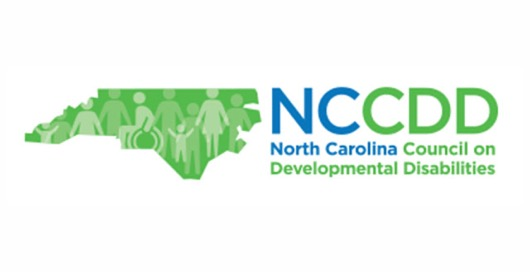 NCCDD
North Carolina Council on
Developmental Disabilities